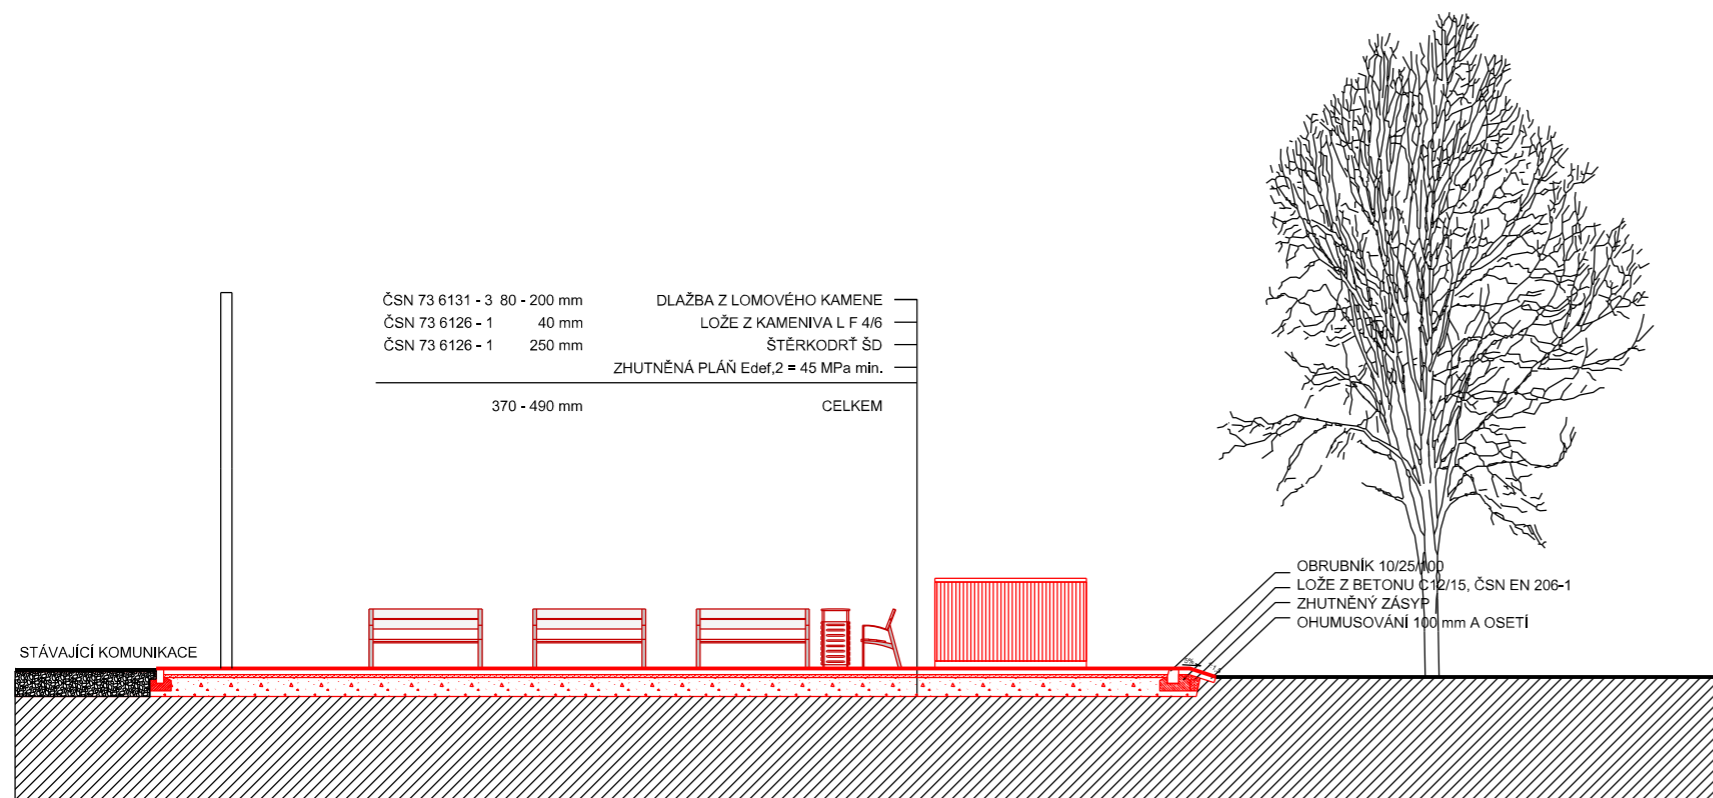 ČSN 73 6131 - 3 80 - 200 mm DLAŽBA Z LOMOVÉHO KAMENE
ČSN 73 6126 - 1 40 mm LOŽE Z KAMENIVA L F 4/6
ČSN 73 6126 - 1 250 mm ŠTĚRKODRŤ ŠD
ZHUTNĚNÁ PLÁŇ Edef,2 = 45 MPa min.
370 - 490 mm CELKEM
OBRUBNÍK 10/25/100
LOŽE Z BETONU C12/15, ČSN EN 206-1
ZHUTNĚNÝ ZÁSYP
OHUMUSOVÁNÍ 100 mm A OSETÍ
STÁVAJÍCÍ KOMUNIKACE